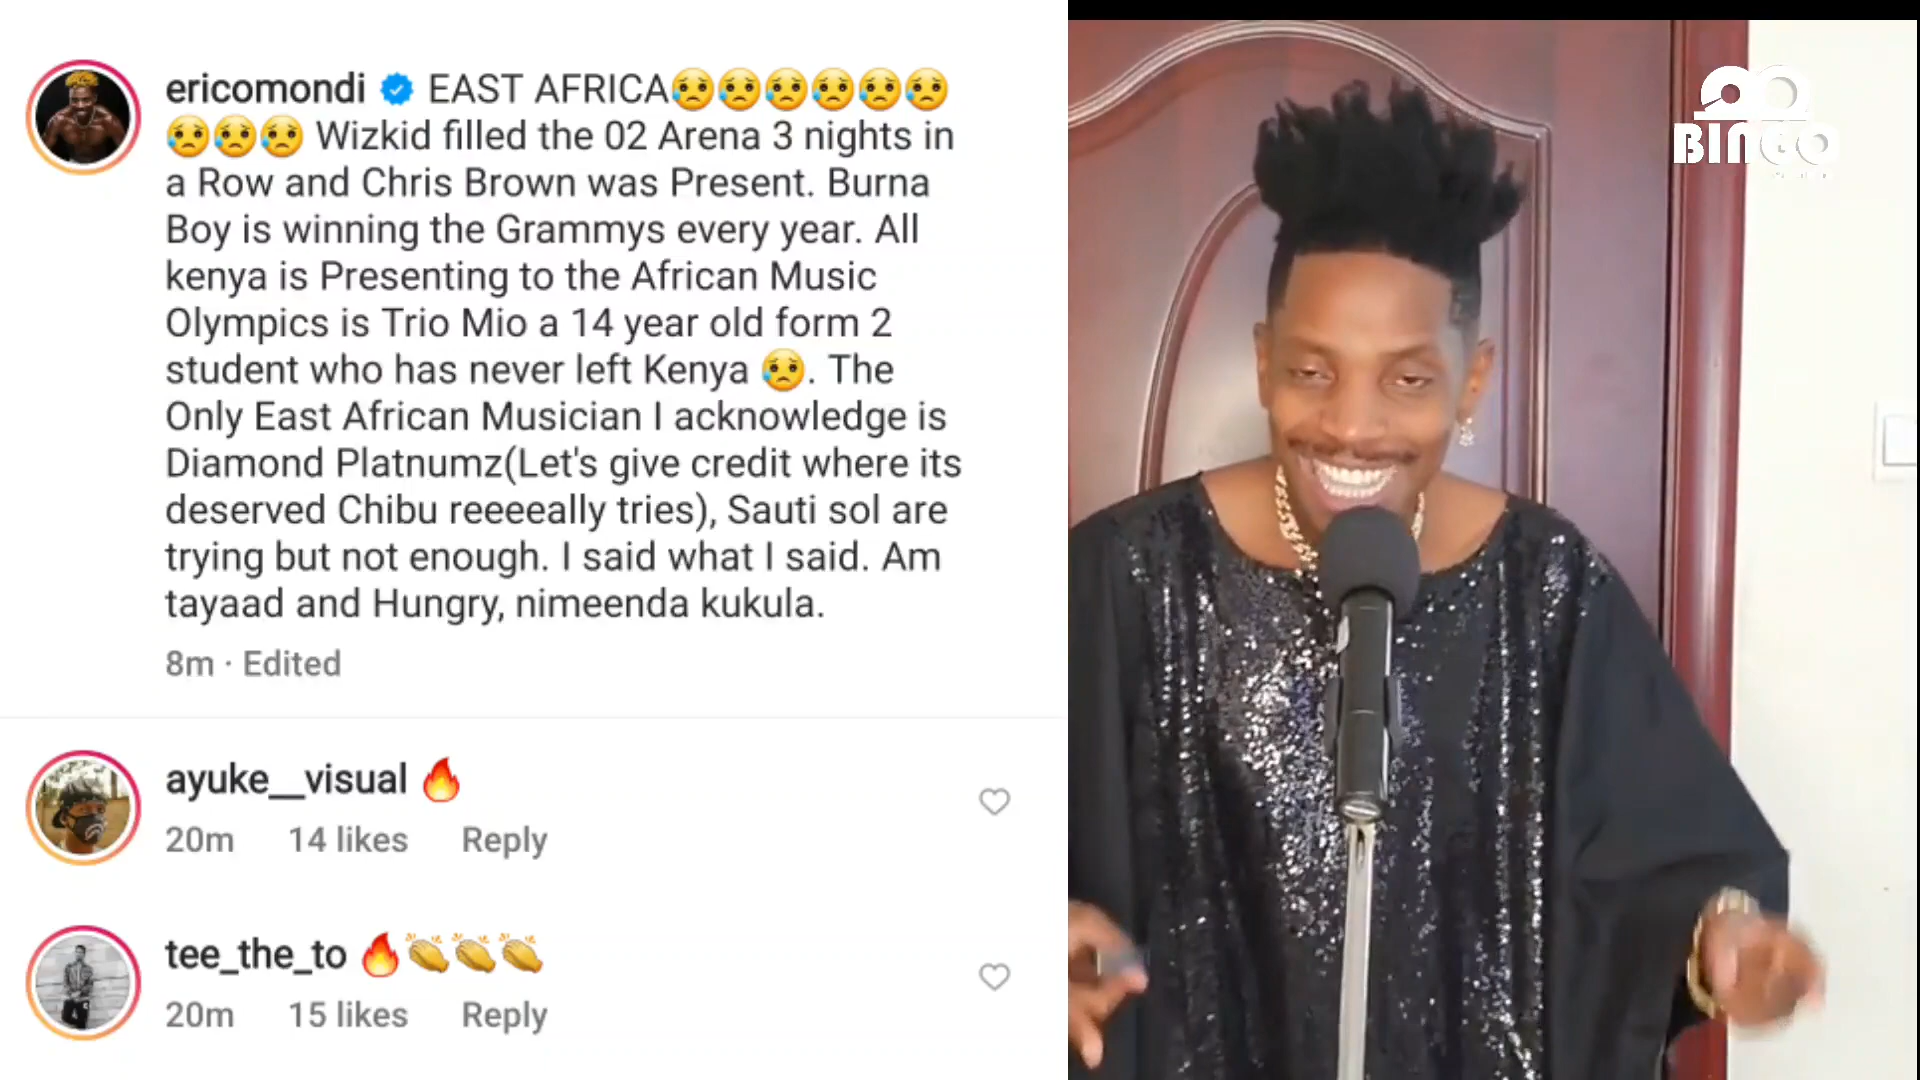 ericomondi EAST AFRICA😥😥😥😥😥😥
😥😥😥 Wizkid filled the 02 Arena 3 nights in
a Row and Chris Brown was Present. Burna
Boy is winning the Grammys every year. All
kenya is Presenting to the African Music
Olympics is Trio Mio a 14 year old form 2
student who has never left Kenya 😥. The
Only East African Musician I acknowledge is
Diamond Platnumz(Let's give credit where its
deserved Chibu reeeeally tries), Sauti sol are
trying but not enough. I said what I said. Am
tayaad and Hungry, nimeenda kukula.
8m · Edited
ayuke__visual 🔥
20m 14 likes Reply
tee_the_to 🔥👏👏👏
20m 15 likes Reply
BINGO